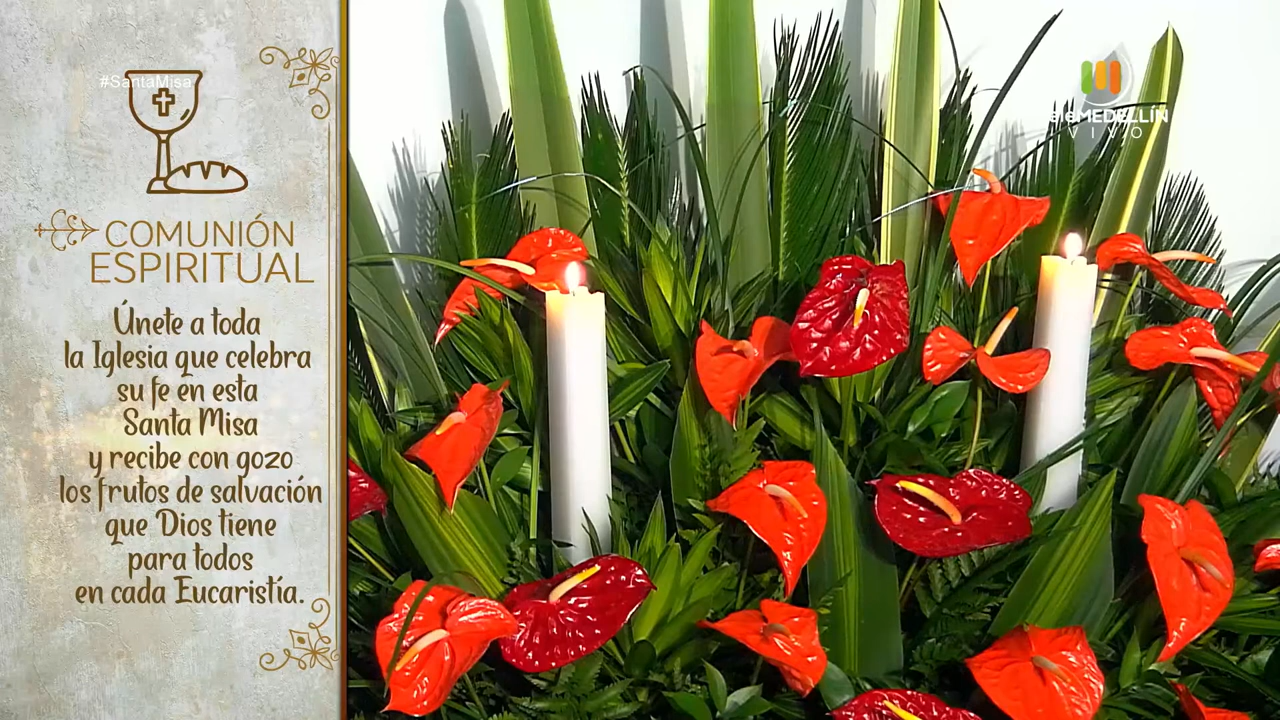 #SantaMisa
COMUNIÓN
ESPIRITUAL
Únete a toda
la Iglesia que celebra
su fe en esta
Santa Misa
y recibe con gozo
los frutos de salvación
que Dios tiene
para todos
en cada Eucaristía.
teleMEDELLÍN
VIVO